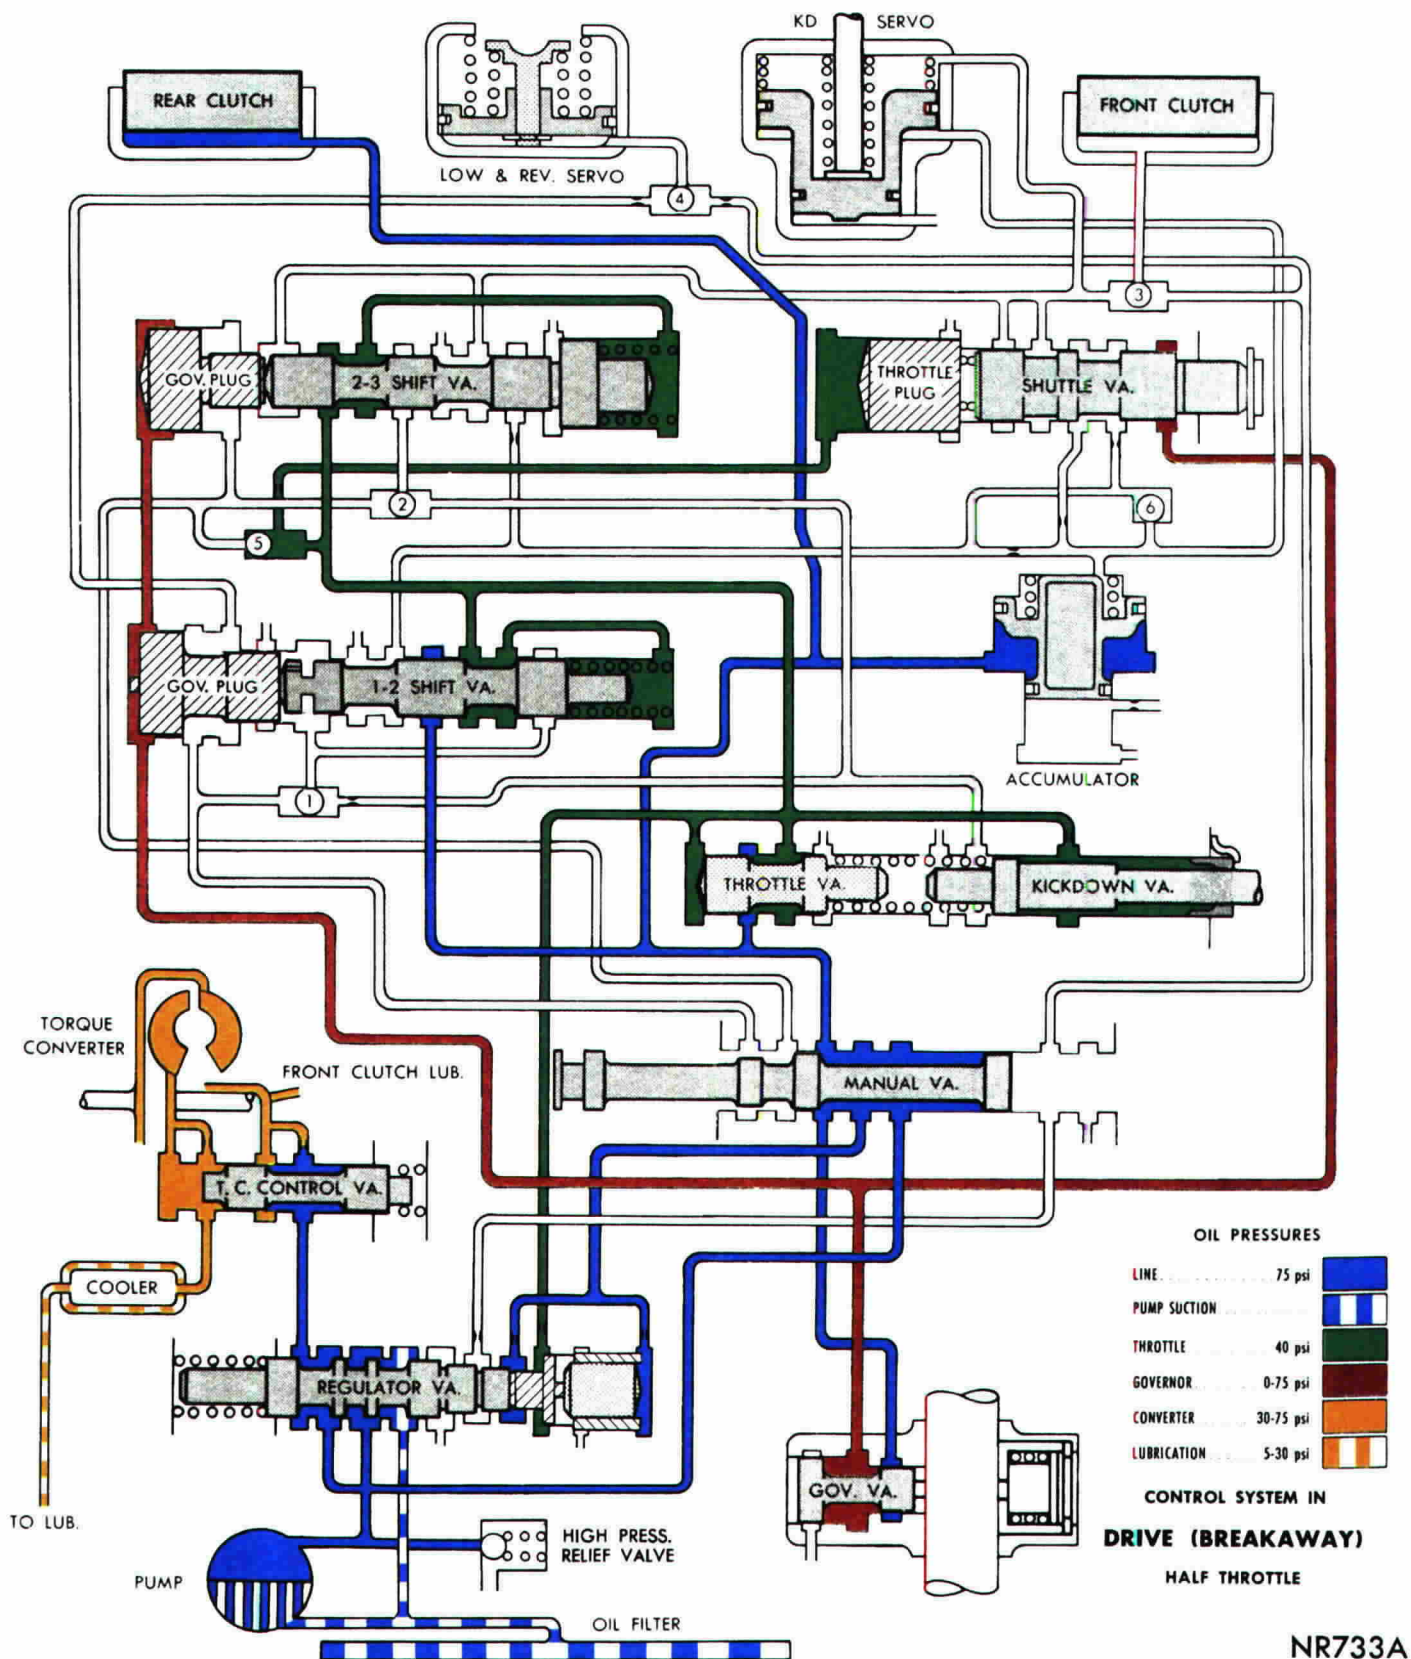 KD SERVO
REAR CLUTCH
FRONT CLUTCH
LOW & REV. SERVO
4
3
GOV. PLUG
2-3 SHIFT VA.
THROTTLE
PLUG
SHUTTLE VA.
2
6
5
GOV. PLUG
1-2 SHIFT VA.
ACCUMULATOR
1
THROTTLE VA.
KICKDOWN VA.
TORQUE
CONVERTER
FRONT CLUTCH LUB.
MANUAL VA.
T. C. CONTROL VA.
COOLER
OIL PRESSURES
LINE 75 psi
PUMP SUCTION
THROTTLE 40 psi
GOVERNOR 0-75 psi
CONVERTER 30-75 psi
LUBRICATION 5-30 psi
REGULATOR VA.
GOV. VA.
CONTROL SYSTEM IN
DRIVE (BREAKAWAY)
HALF THROTTLE
TO LUB.
HIGH PRESS.
RELIEF VALVE
PUMP
OIL FILTER
NR733A